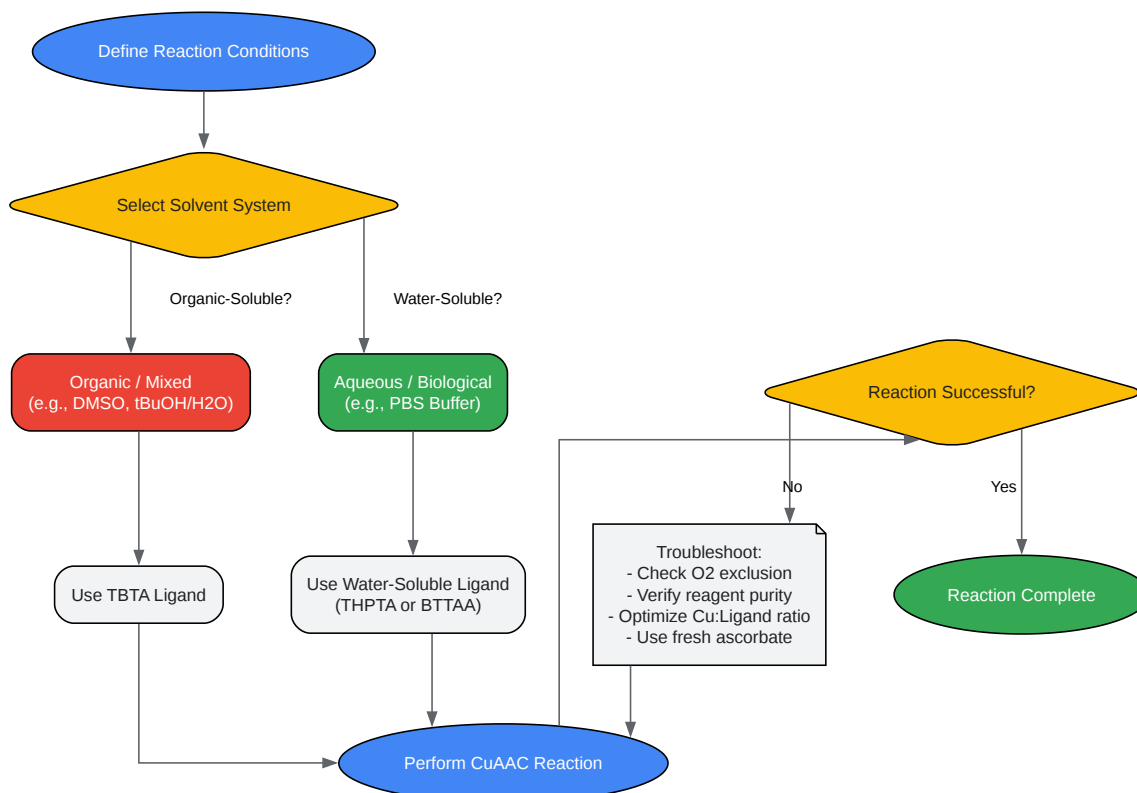 Define Reaction Conditions
Select Solvent System
Organic-Soluble?
Water-Soluble?
Organic / Mixed
(e.g., DMSO, tBuOH/H2O)
Aqueous / Biological
(e.g., PBS Buffer)
Reaction Successful?
No
Yes
Troubleshoot:
- Check O2 exclusion
- Verify reagent purity
- Optimize Cu:Ligand ratio
- Use fresh ascorbate
Use TBTA Ligand
Use Water-Soluble Ligand
(THPTA or BTTAA)
Reaction Complete
Perform CuAAC Reaction